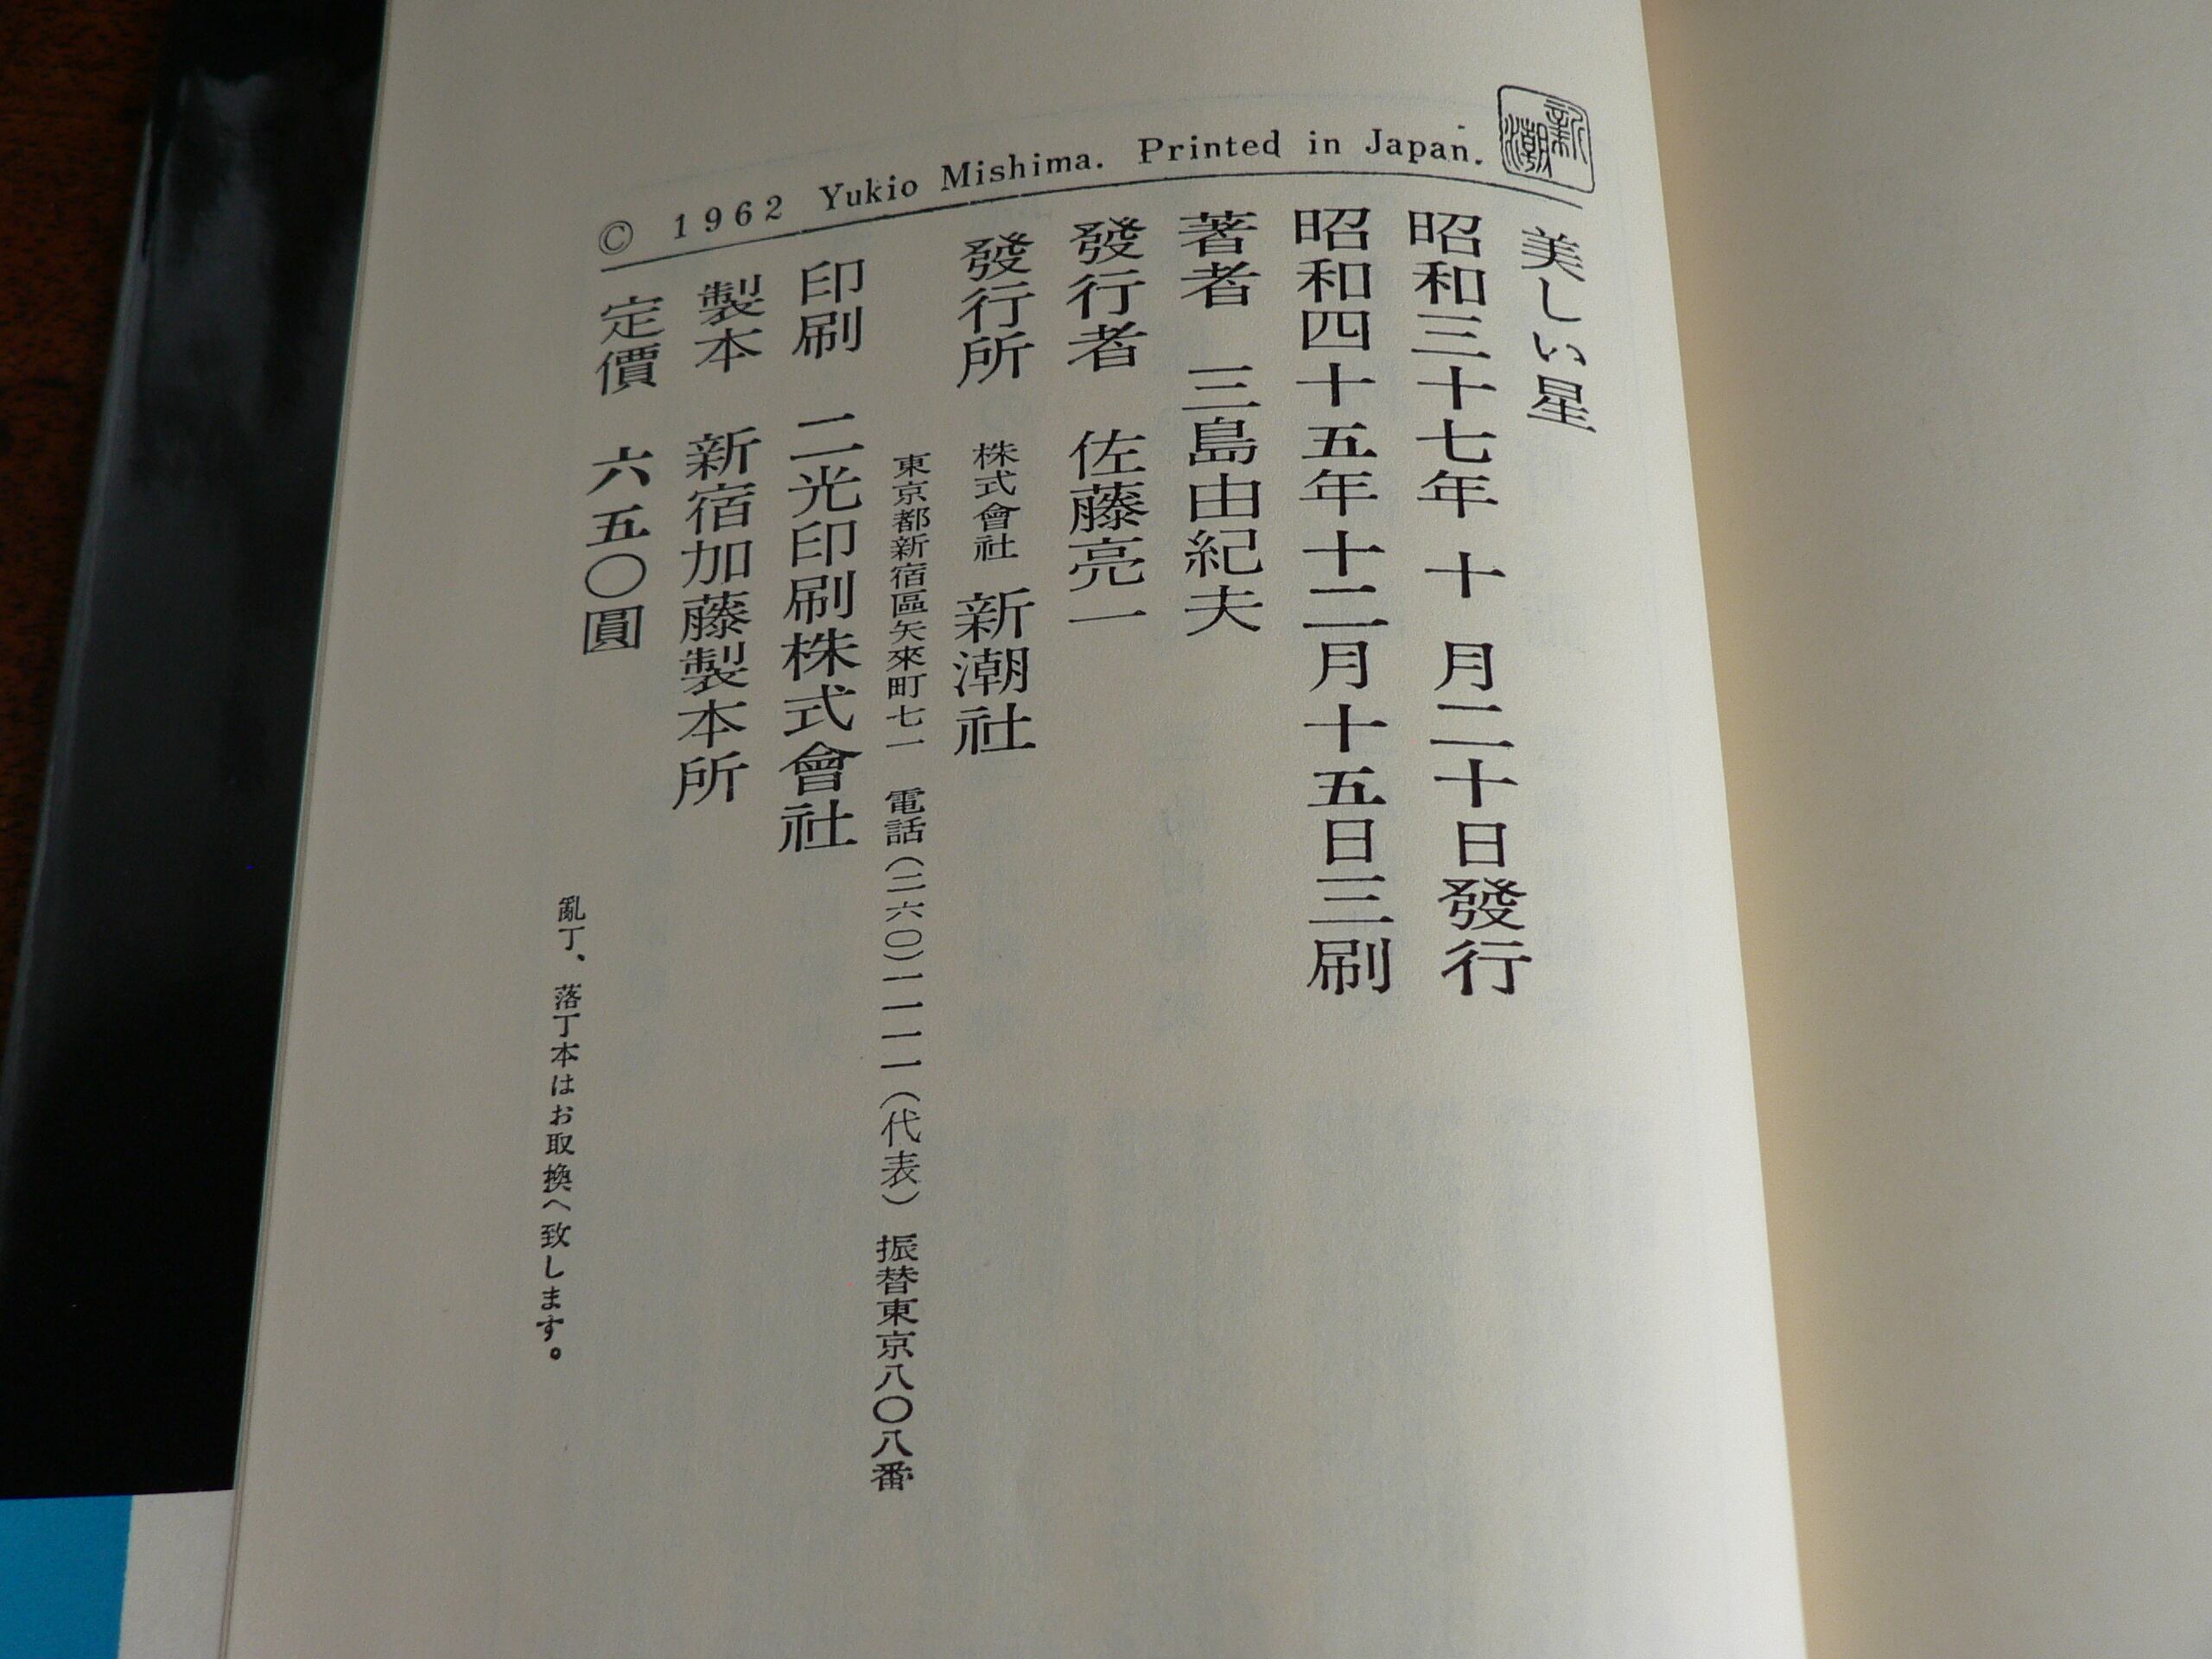 新潮
© 1962 Yukio Mishima. Printed in Japan.
美しい星
昭和三十七年 十 月二十日發行
昭和四十五年十二月十五日三刷
著者 三島由紀夫
發行者 佐藤亮一
發行所 株式會社 新潮社
東京都新宿區矢來町七一 電話(二六〇)一一一一(代表) 振替東京八〇八番
印刷 二光印刷株式會社
製本 新宿加藤製本所
定價 六五〇圓
亂丁、落丁本はお取換へ致します。